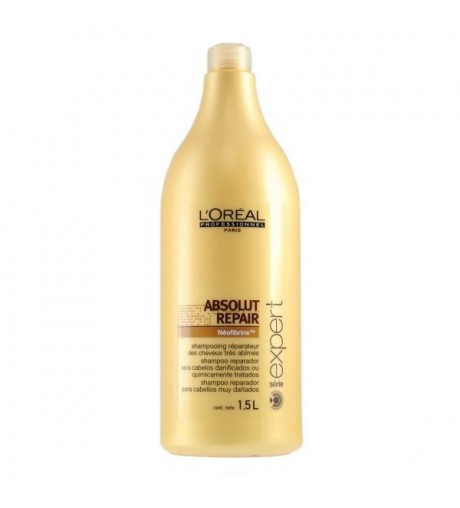 L'ORÉAL
PROFESSIONNEL
PARIS
ABSOLUT
REPAIR
Néofibrine™
shampooing réparateur
des cheveux très abîmés
shampoo reparador
para cabelos danificados ou
quimicamente tratados
shampoo reparador
para cabellos muy dañados
cont. neto 1,5 L
série
expert